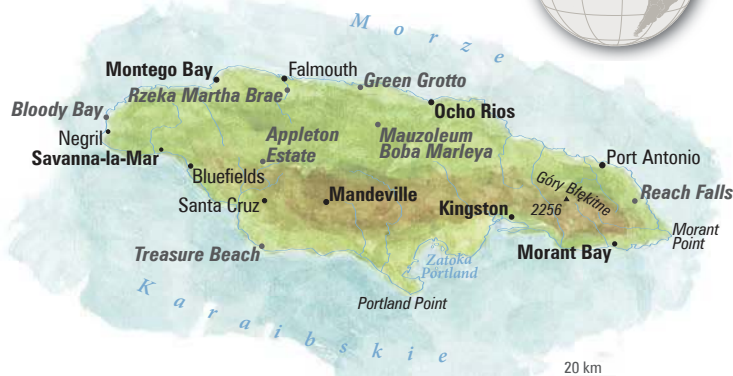 Morze
Montego Bay
Falmouth
Green Grotto
Rzeka Martha Brae
Bloody Bay
Ocho Rios
Negril
Appleton
Estate
Mauzoleum
Boba Marleya
Savanna-la-Mar
Bluefields
Port Antonio
Góry Błękitne
2256
Reach Falls
Santa Cruz
Mandeville
Kingston
Morant
Point
Morant Bay
Treasure Beach
Zatoka
Portland
Portland Point
Karaibskie
20 km